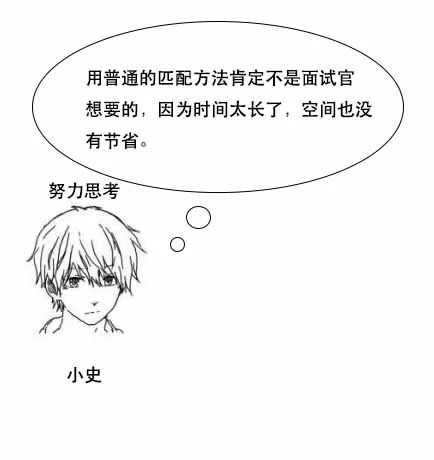 用普通的匹配方法肯定不是面试官
想要的，因为时间太长了，空间也没
有节省。
努力思考
小史